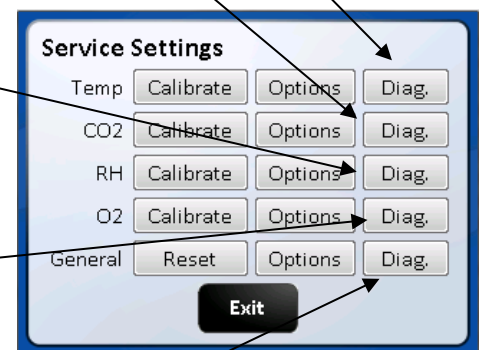 Service Settings
Temp Calibrate Options Diag.
CO2 Calibrate Options Diag.
RH Calibrate Options Diag.
O2 Calibrate Options Diag.
General Reset Options Diag.
Exit